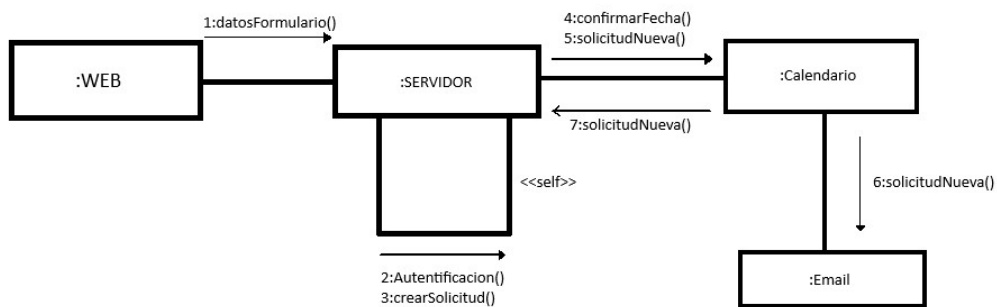 1:datosFormulario()
4:confirmarFecha()
5:solicitudNueva()
:WEB
:SERVIDOR
:Calendario
7:solicitudNueva()
<<self>>
6:solicitudNueva()
2:Autentificacion()
3:crearSolicitud()
:Email